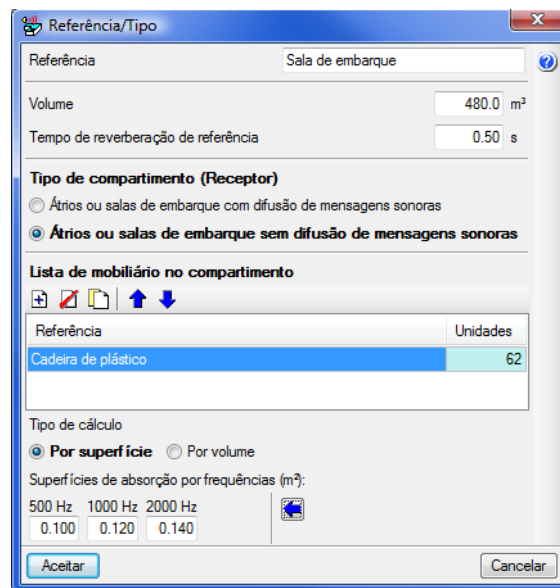 Referência/Tipo
Referência Sala de embarque
Volume 480.0 m³
Tempo de reverberação de referência 0.50 s
Tipo de compartimento (Receptor)
Átrios ou salas de embarque com difusão de mensagens sonoras
Átrios ou salas de embarque sem difusão de mensagens sonoras
Lista de mobiliário no compartimento
Referência Unidades
Cadeira de plástico 62
Tipo de cálculo
Por superfície Por volume
Superfícies de absorção por frequências (m²):
500 Hz 1000 Hz 2000 Hz
0.100 0.120 0.140
Aceitar Cancelar